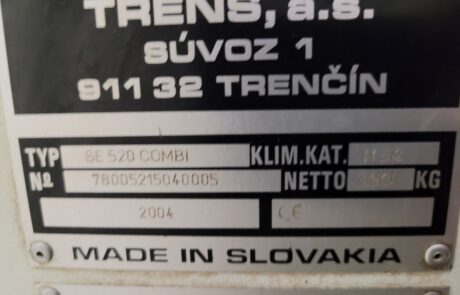 TRENS, a.s.
SÚVOZ 1
911 32 TRENČÍN
TYP SE 520 COMBI KLIM.KAT.
Nº 78005215040005 NETTO KG
2004 CE
MADE IN SLOVAKIA